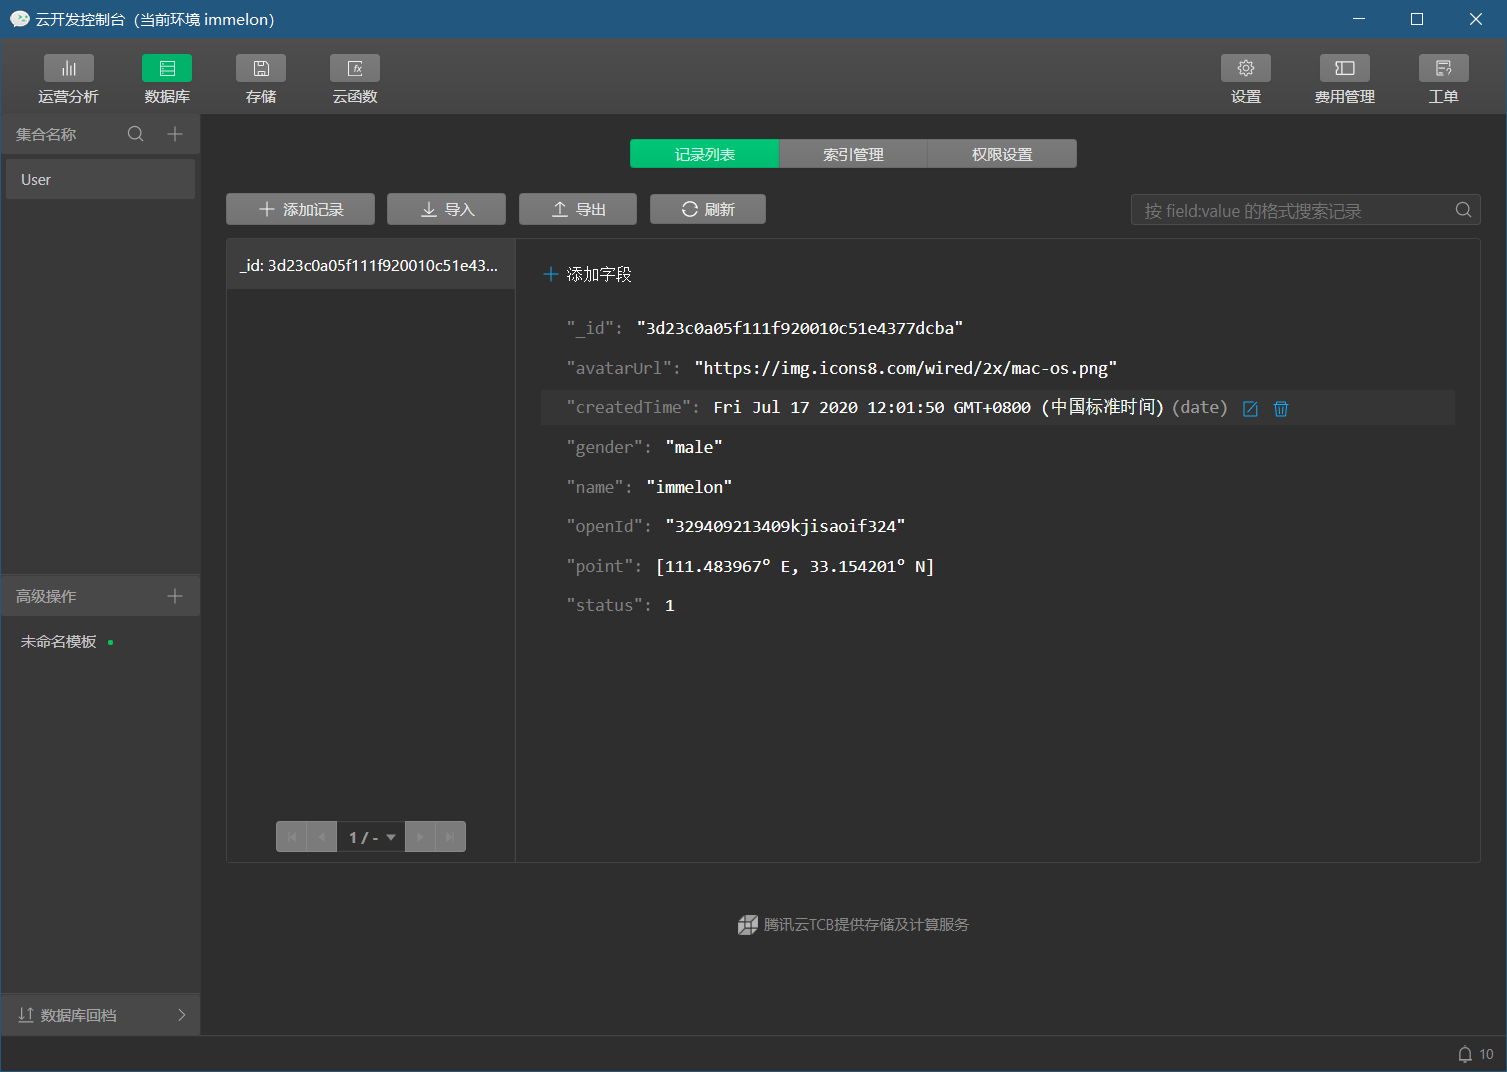 云开发控制台 (当前环境 immelon)
运营分析
数据库
存储
云函数
设置
费用管理
工单
集合名称
User
记录列表
索引管理
权限设置
添加记录
导入
导出
刷新
按 field:value 的格式搜索记录
_id: 3d23c0a05f111f920010c51e43...
添加字段
"_id": "3d23c0a05f111f920010c51e4377dcba"
"avatarUrl": "https://img.icons8.com/wired/2x/mac-os.png"
"createdTime": Fri Jul 17 2020 12:01:50 GMT+0800 (中国标准时间) (date)
"gender": "male"
"name": "immelon"
"openId": "329409213409kjisaoif324"
"point": [111.483967° E, 33.154201° N]
"status": 1
高级操作
未命名模板
1 / -
腾讯云TCB提供存储及计算服务
数据库回档
10